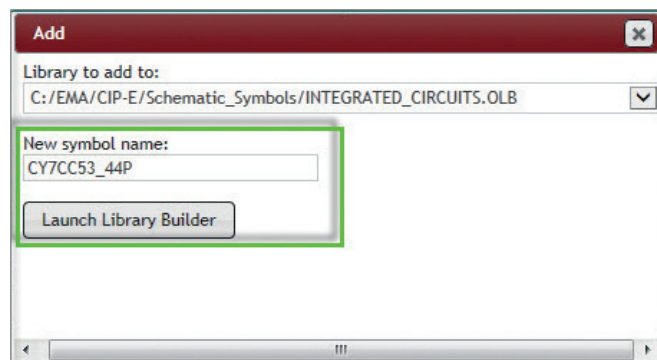 Add
Library to add to:
C:/EMA/CIP-E/Schematic_Symbols/INTEGRATED_CIRCUITS.OLB
New symbol name:
CY7CC53_44P
Launch Library Builder